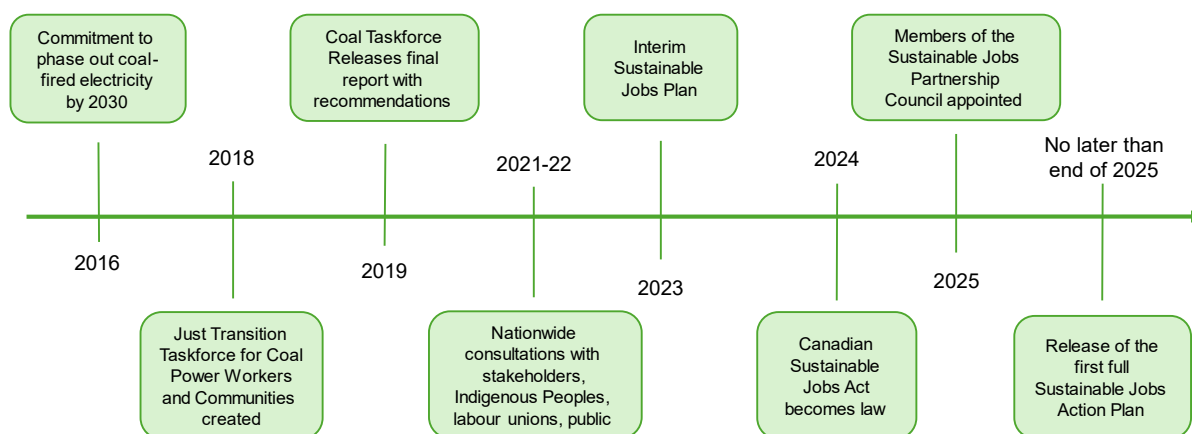 Commitment to
phase out coal-
fired electricity
by 2030
2016
2018
Just Transition
Taskforce for Coal
Power Workers
and Communities
created
Coal Taskforce
Releases final
report with
recommendations
2019
2021-22
Nationwide
consultations with
stakeholders,
Indigenous Peoples,
labour unions, public
Interim
Sustainable
Jobs Plan
2023
2024
Canadian
Sustainable
Jobs Act
becomes law
Members of the
Sustainable Jobs
Partnership
Council appointed
2025
No later than
end of 2025
Release of the
first full
Sustainable Jobs
Action Plan